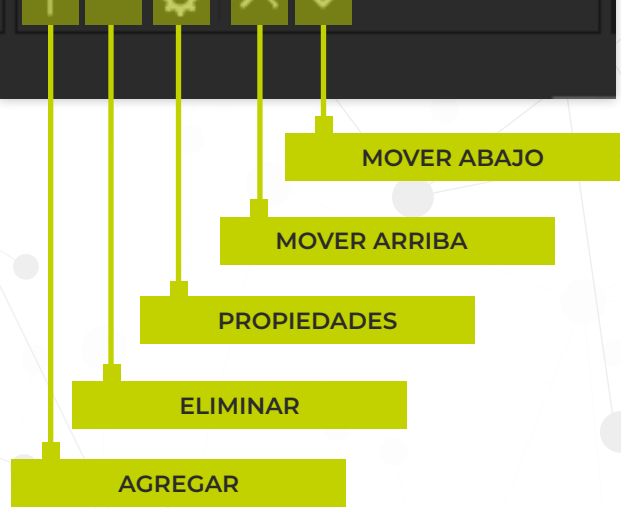 MOVER ABAJO
MOVER ARRIBA
PROPIEDADES
ELIMINAR
AGREGAR